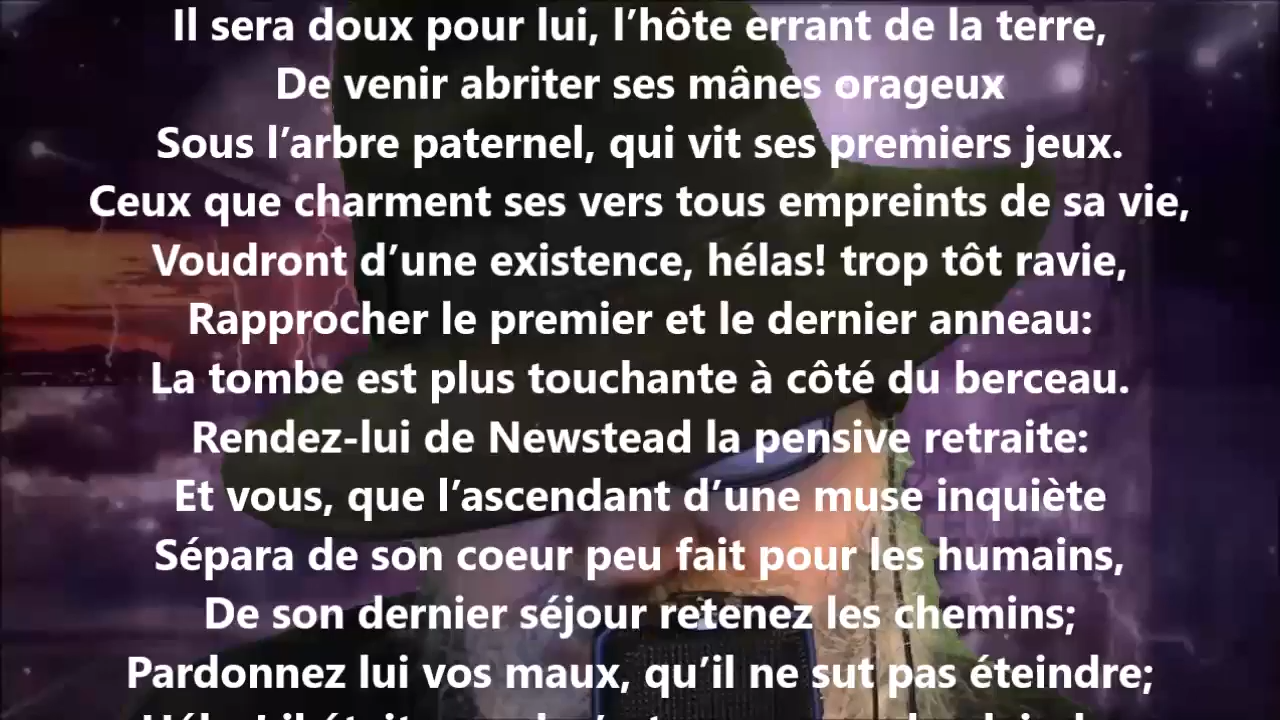 Il sera doux pour lui, l’hôte errant de la terre,
De venir abriter ses mânes orageux
Sous l’arbre paternel, qui vit ses premiers jeux.
Ceux que charment ses vers tous empreints de sa vie,
Voudront d’une existence, hélas! trop tôt ravie,
Rapprocher le premier et le dernier anneau:
La tombe est plus touchante à côté du berceau.
Rendez-lui de Newstead la pensive retraite:
Et vous, que l’ascendant d’une muse inquiète
Sépara de son coeur peu fait pour les humains,
De son dernier séjour retenez les chemins;
Pardonnez lui vos maux, qu’il ne sut pas éteindre;